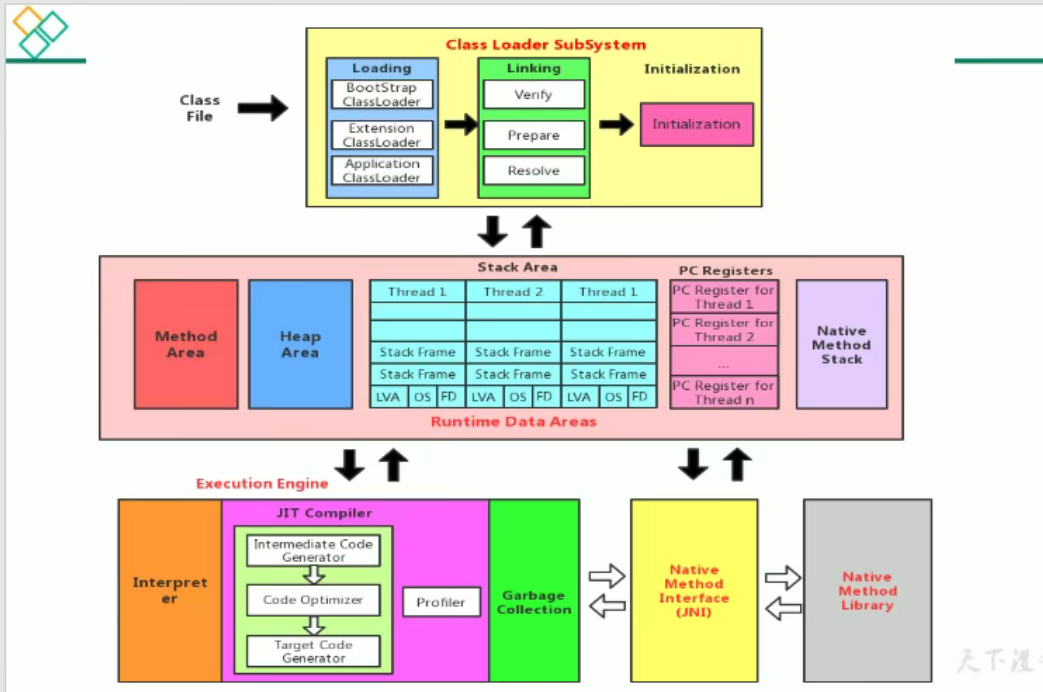 Class Loader SubSystem
Loading
Linking
Initialization
Class
File
BootStrap
ClassLoader
Extension
ClassLoader
Application
ClassLoader
Verify
Prepare
Resolve
Initialization
Stack Area
PC Registers
Method
Area
Heap
Area
Thread 1
Thread 2
Thread 1
Stack Frame
Stack Frame
Stack Frame
Stack Frame
Stack Frame
Stack Frame
LVA
OS
FD
LVA
OS
FD
LVA
OS
FD
PC Register for
Thread 1
PC Register for
Thread 2
...
PC Register for
Thread n
Native
Method
Stack
Runtime Data Areas
Execution Engine
Interpret
er
JIT Compiler
Intermediate Code
Generator
Code Optimizer
Target Code
Generator
Profiler
Garbage
Collection
Native
Method
Interface
(JNI)
Native
Method
Library
天下漫